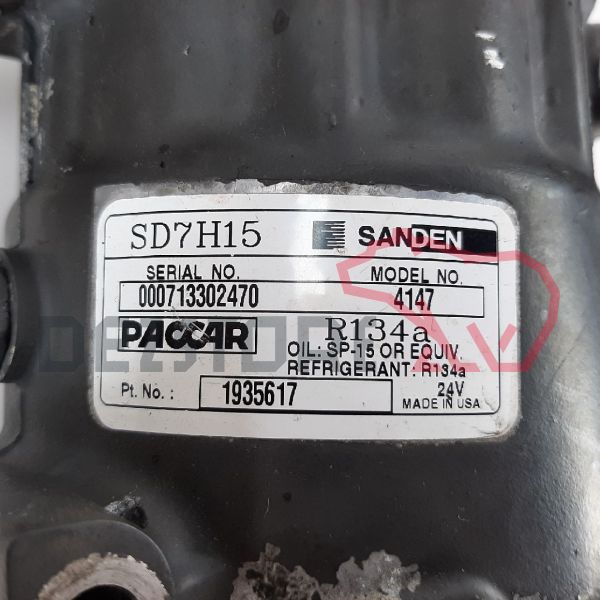 SD7H15 SANDEN
SERIAL NO. MODEL NO.
000713302470 4147
PACCAR R134a
OIL: SP-15 OR EQUIV.
REFRIGERANT: R134a
Pt. No.: 1935617 24V
MADE IN USA